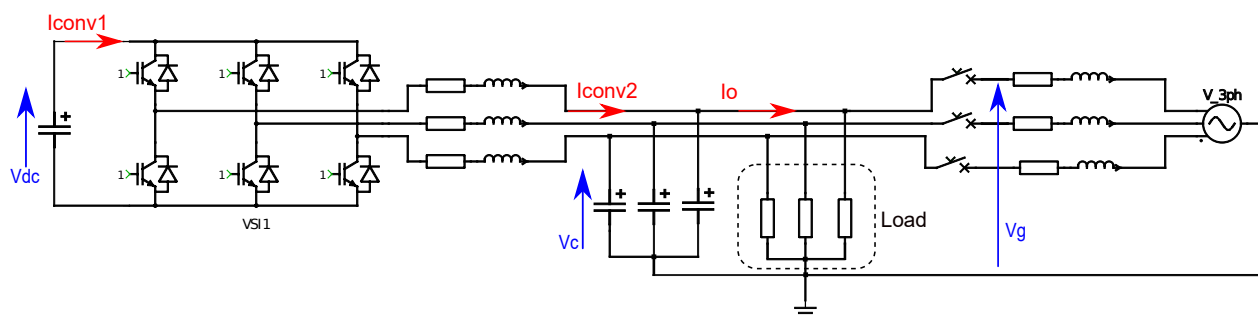 Iconv1
1 1 1
Vdc
1 1 1
VSI1
Iconv2
Io
Vc
Load
Vg
V_3ph